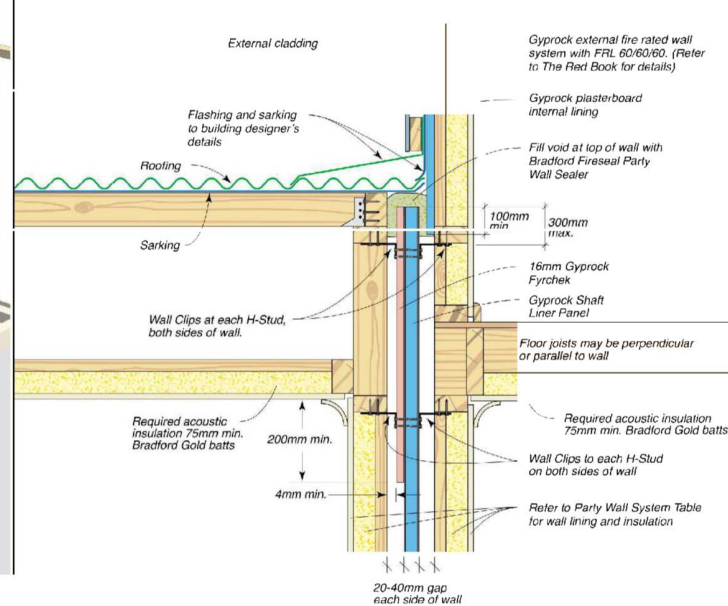 External cladding
Gyprock external fire rated wall
system with FRL 60/60/60. (Refer
to The Red Book for details)
Gyprock plasterboard
internal lining
Flashing and sarking
to building designer's
details
Fill void at top of wall with
Bradford Fireseal Party
Wall Sealer
Roofing
100mm
min.
300mm
max.
Sarking
16mm Gyprock
Fyrchek
Gyprock Shaft
Liner Panel
Wall Clips at each H-Stud,
both sides of wall.
Floor joists may be perpendicular
or parallel to wall
Required acoustic
insulation 75mm min.
Bradford Gold batts
200mm min.
Required acoustic insulation
75mm min. Bradford Gold batts
Wall Clips to each H-Stud
on both sides of wall
4mm min.
Refer to Party Wall System Table
for wall lining and insulation
20-40mm gap
each side of wall